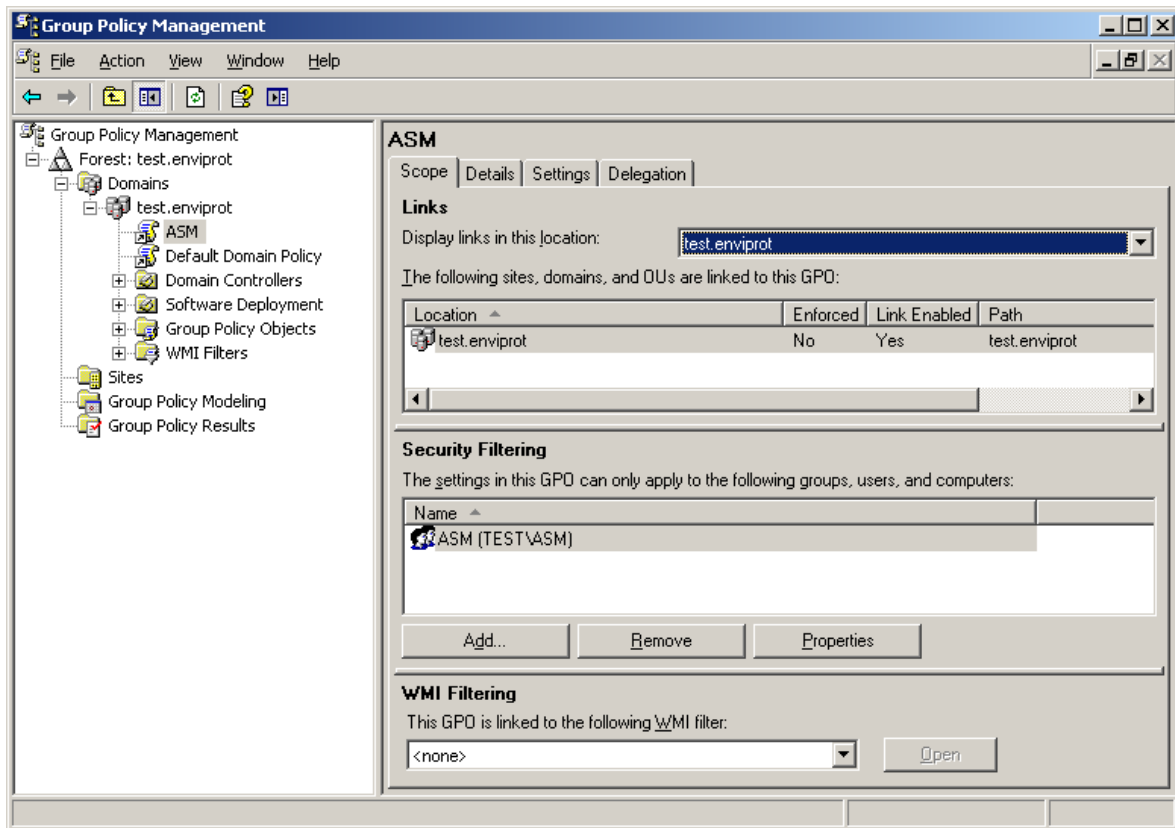 Group Policy Management
File Action View Window Help
Group Policy Management
Forest: test.enviprot
Domains
test.enviprot
ASM
Default Domain Policy
Domain Controllers
Software Deployment
Group Policy Objects
WMI Filters
Sites
Group Policy Modeling
Group Policy Results
ASM
Scope Details Settings Delegation
Links
Display links in this location: test.enviprot
The following sites, domains, and OUs are linked to this GPO:
Location Enforced Link Enabled Path
test.enviprot No Yes test.enviprot
Security Filtering
The settings in this GPO can only apply to the following groups, users, and computers:
Name
ASM (TEST\ASM)
Add... Remove Properties
WMI Filtering
This GPO is linked to the following WMI filter:
<none> Open